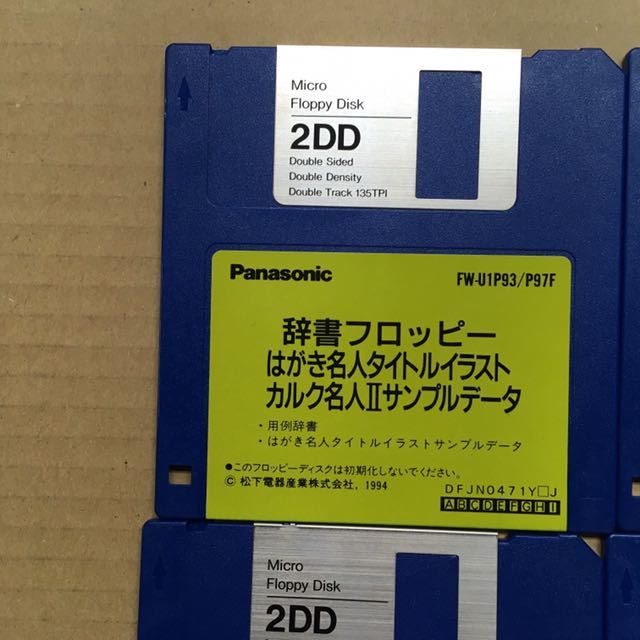 Micro
Floppy Disk
2DD
Double Sided
Double Density
Double Track 135TPI
Panasonic FW-U1P93/P97F
辞書フロッピー
はがき名人タイトルイラスト
カルク名人Ⅱサンプルデータ
・用例辞書
・はがき名人タイトルイラストサンプルデータ
●このフロッピーディスクは初期化しないでください。
© 松下電器産業株式会社, 1994 DFJN0471Y□J
ABCDEFGHI
Micro
Floppy Disk
2DD